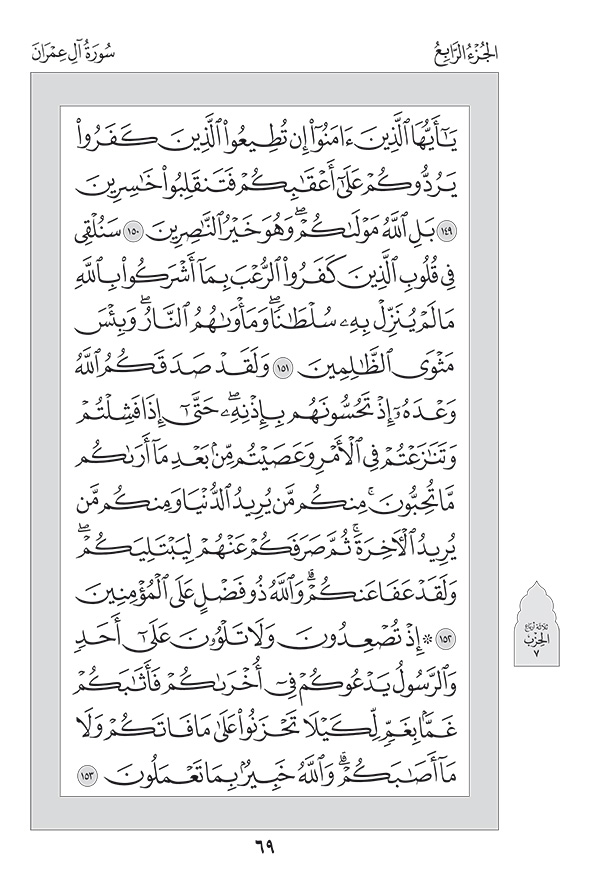 الجُزْءُ الرَّابِعُ
سُورَةُ آلِ عِمْرَانَ
يَٰٓأَيُّهَا ٱلَّذِينَ ءَامَنُوٓاْ إِن تُطِيعُواْ ٱلَّذِينَ كَفَرُواْ
يَرُدُّوكُمْ عَلَىٰٓ أَعْقَٰبِكُمْ فَتَنقَلِبُواْ خَٰسِرِينَ
١٤٩ بَلِ ٱللَّهُ مَوْلَىٰكُمْۖ وَهُوَ خَيْرُ ٱلنَّٰصِرِينَ ١٥٠ سَنُلْقِى
فِى قُلُوبِ ٱلَّذِينَ كَفَرُواْ ٱلرُّعْبَ بِمَآ أَشْرَكُواْ بِٱللَّهِ
مَا لَمْ يُنَزِّلْ بِهِۦ سُلْطَٰنٗاۖ وَمَأْوَىٰهُمُ ٱلنَّارُۖ وَبِئْسَ
مَثْوَى ٱلظَّٰلِمِينَ ١٥١ وَلَقَدْ صَدَقَكُمُ ٱللَّهُ
وَعْدَهُۥٓ إِذْ تَحُسُّونَهُم بِإِذْنِهِۦۖ حَتَّىٰٓ إِذَا فَشِلْتُمْ
وَتَنَٰزَعْتُمْ فِى ٱلْأَمْرِ وَعَصَيْتُم مِّنۢ بَعْدِ مَآ أَرَىٰكُم
مَّا تُحِبُّونَۚ مِنكُم مَّن يُرِيدُ ٱلدُّنْيَا وَمِنكُم مَّن
يُرِيدُ ٱلْأٓخِرَةَۚ ثُمَّ صَرَفَكُمْ عَنْهُمْ لِيَبْتَلِيَكُمْۖ
وَلَقَدْ عَفَا عَنكُمْۗ وَٱللَّهُ ذُو فَضْلٍ عَلَى ٱلْمُؤْمِنِينَ
١٥٢ ۞ إِذْ تُصْعِدُونَ وَلَا تَلْوُۥنَ عَلَىٰٓ أَحَدٖ
وَٱلرَّسُولُ يَدْعُوكُمْ فِىٓ أُخْرَىٰكُمْ فَأَثَٰبَكُمْ
غَمَّۢا بِغَمّٖ لِّكَيْلَا تَحْزَنُواْ عَلَىٰ مَا فَاتَكُمْ وَلَا
مَآ أَصَٰبَكُمْۗ وَٱللَّهُ خَبِيرُۢ بِمَا تَعْمَلُونَ ١٥٣
ثلاثة أرباع
الحزب
٧
٦٩